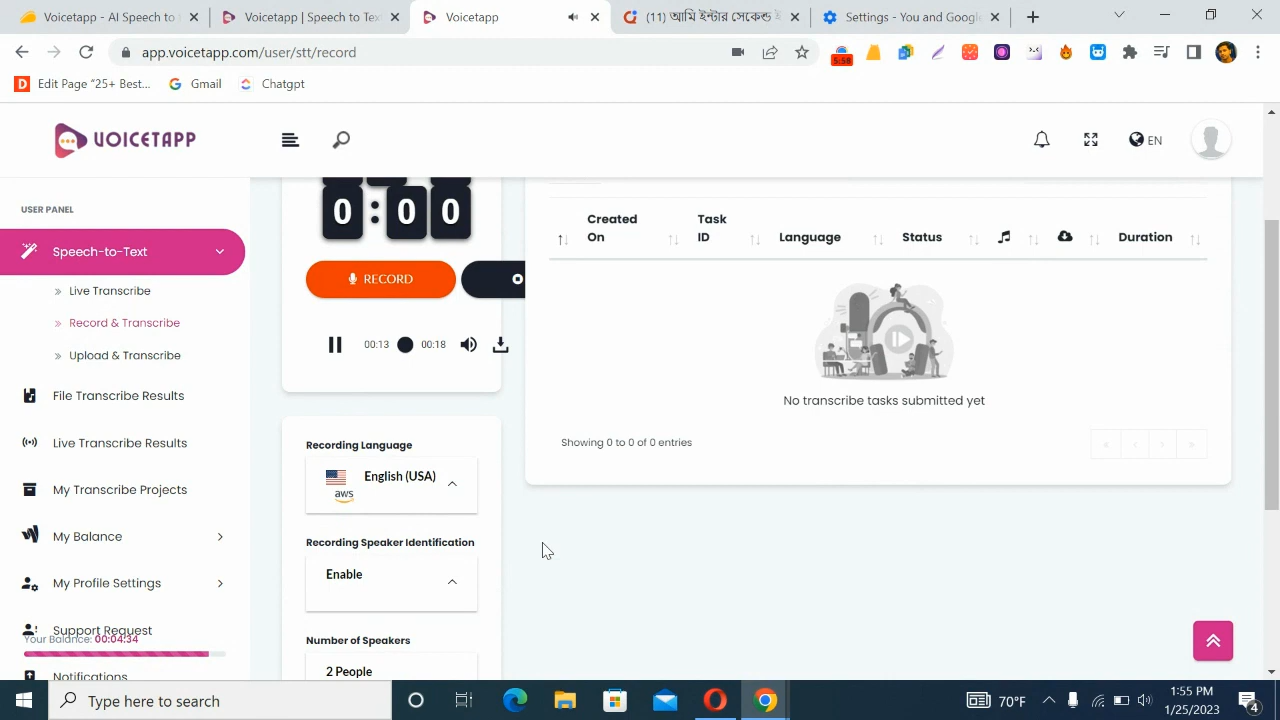 Voicetapp - AI Speech to
Voicetapp | Speech to Tex
Voicetapp
(11) আমি ইন্টার সেকেন্ড ই
Settings - You and Google
app.voicetapp.com/user/stt/record
5:58
Edit Page “25+ Best...
Gmail
Chatgpt
VOICETAPP
EN
USER PANEL
Speech-to-Text
Live Transcribe
Record & Transcribe
Upload & Transcribe
File Transcribe Results
Live Transcribe Results
My Transcribe Projects
My Balance
My Profile Settings
Support Request
Your Balance: 00:04:34
Notifications
0:00
RECORD
00:13
00:18
Recording Language
English (USA)
aws
Recording Speaker Identification
Enable
Number of Speakers
2 People
Created On
Task ID
Language
Status
Duration
No transcribe tasks submitted yet
Showing 0 to 0 of 0 entries
« ‹ › »
Type here to search
70°F
1:55 PM
1/25/2023
4